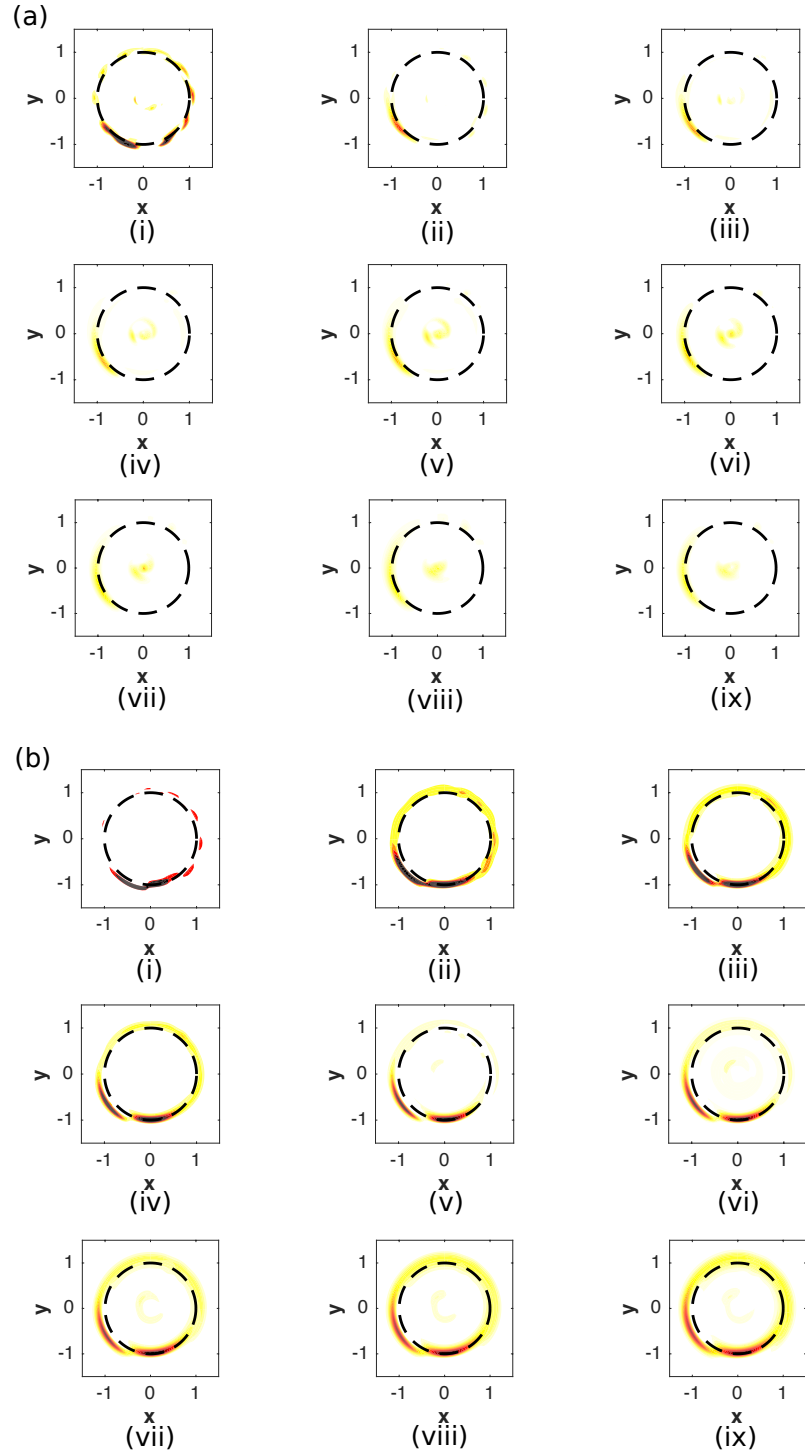 (a)
1 1 1
y 0 y 0 y 0
-1 -1 -1
-1 0 1 -1 0 1 -1 0 1
x x x
(i) (ii) (iii)
1 1 1
y 0 y 0 y 0
-1 -1 -1
-1 0 1 -1 0 1 -1 0 1
x x x
(iv) (v) (vi)
1 1 1
y 0 y 0 y 0
-1 -1 -1
-1 0 1 -1 0 1 -1 0 1
x x x
(vii) (viii) (ix)
(b)
1 1 1
y 0 y 0 y 0
-1 -1 -1
-1 0 1 -1 0 1 -1 0 1
x x x
(i) (ii) (iii)
1 1 1
y 0 y 0 y 0
-1 -1 -1
-1 0 1 -1 0 1 -1 0 1
x x x
(iv) (v) (vi)
1 1 1
y 0 y 0 y 0
-1 -1 -1
-1 0 1 -1 0 1 -1 0 1
x x x
(vii) (viii) (ix)